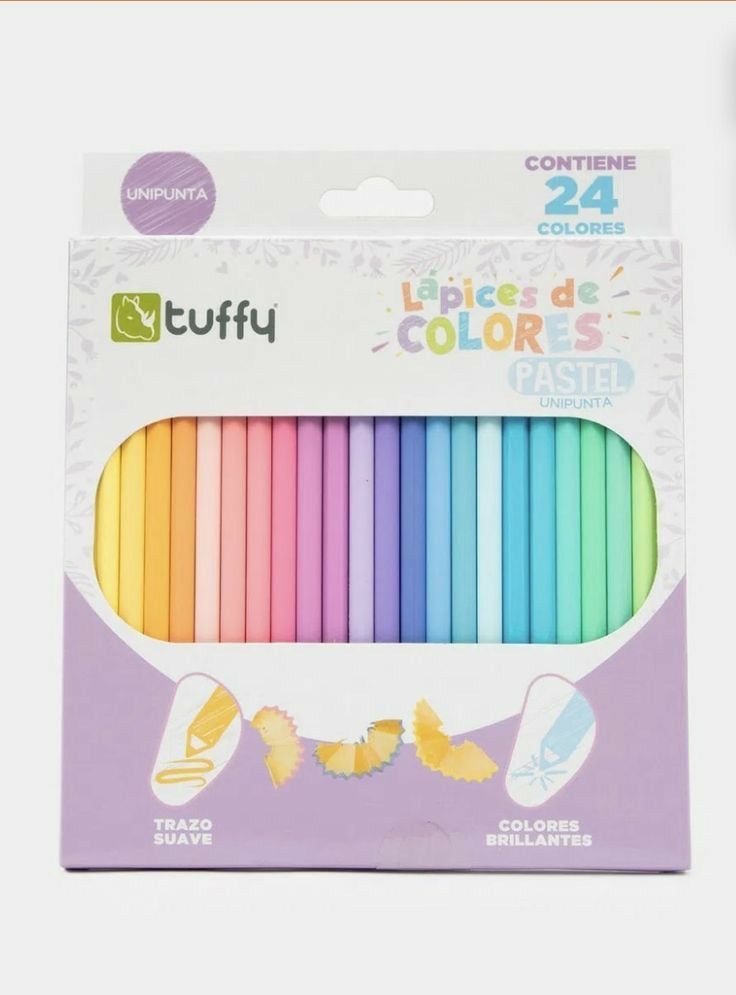 UNIPUNTA
CONTIENE
24
COLORES
tuffy
Lápices de
COLORES
PASTEL
UNIPUNTA
TRAZO
SUAVE
COLORES
BRILLANTES